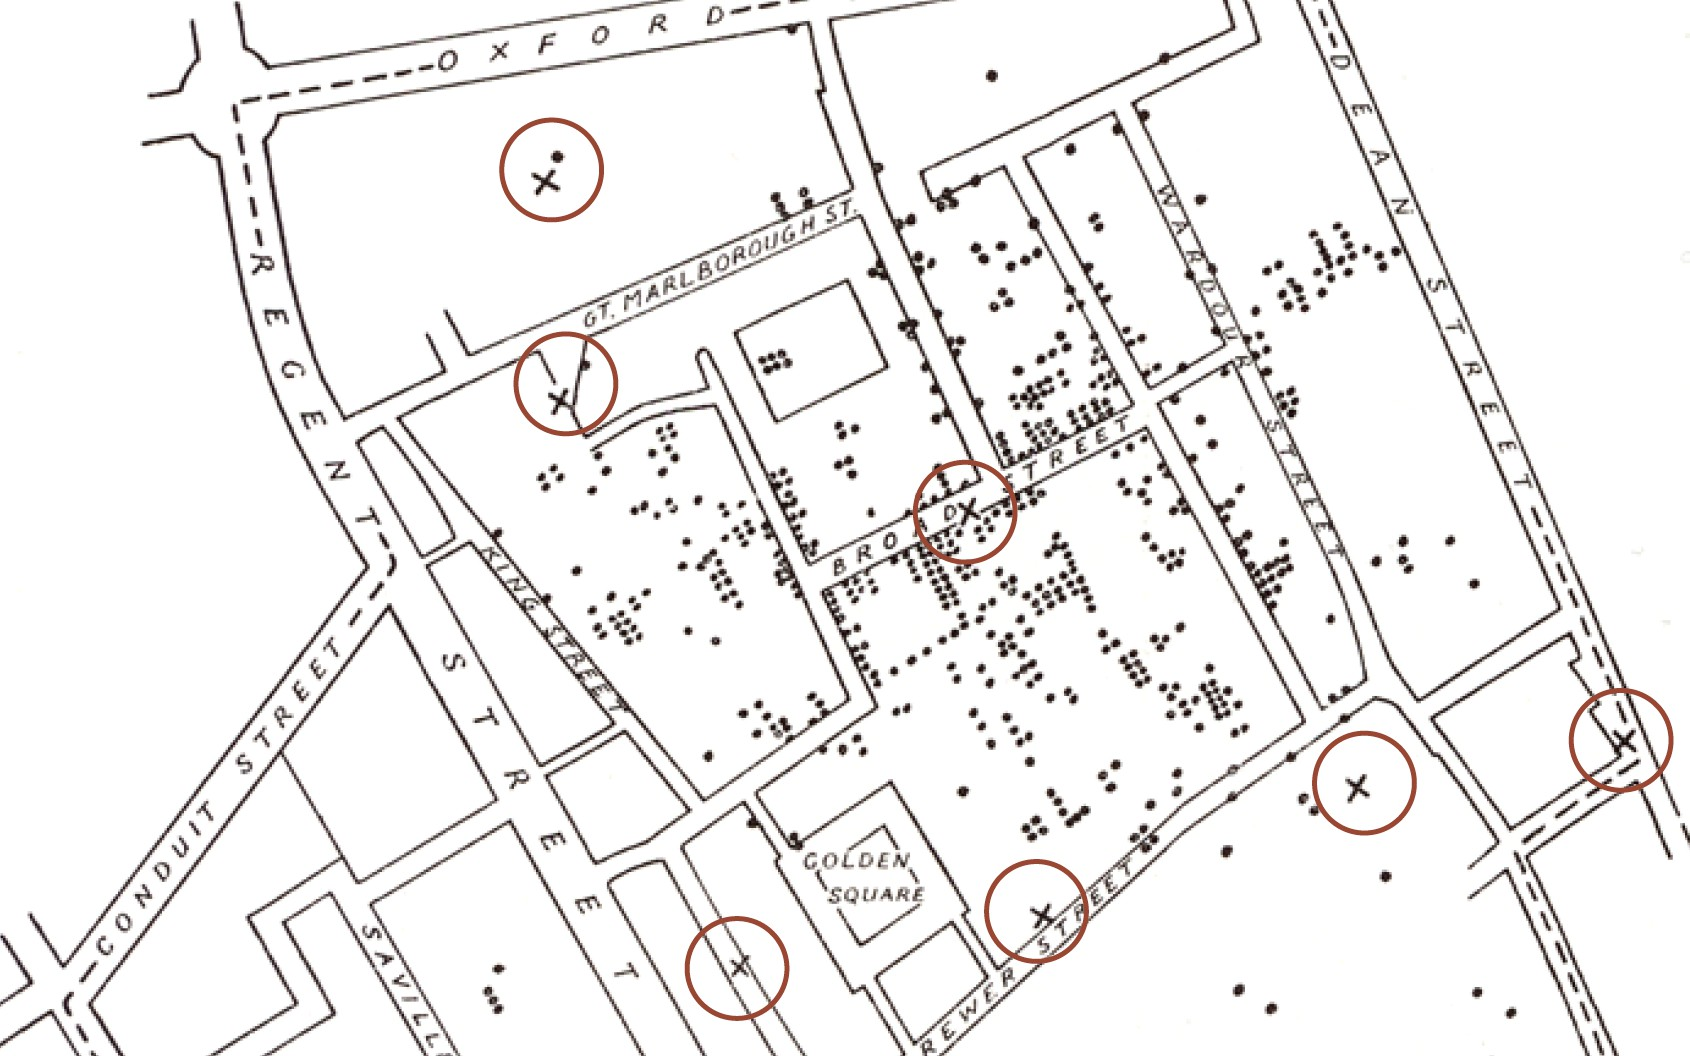 OXFORD
REGENT STREET
GT. MARLBOROUGH ST.
WARDOUR STREET
DEAN STREET
BROD STREET
KING STREET
CONDUIT STREET
GOLDEN
SQUARE
REWER STREET
SAVILL